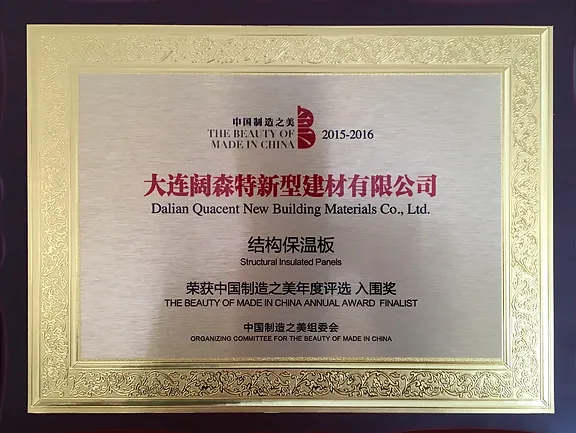 中国制造之美
THE BEAUTY OF
MADE IN CHINA
2015-2016
大连阔森特新型建材有限公司
Dalian Quacent New Building Materials Co., Ltd.
结构保温板
Structural Insulated Panels
荣获中国制造之美年度评选 入围奖
THE BEAUTY OF MADE IN CHINA ANNUAL AWARD FINALIST
中国制造之美组委会
ORGANIZING COMMITTEE FOR THE BEAUTY OF MADE IN CHINA